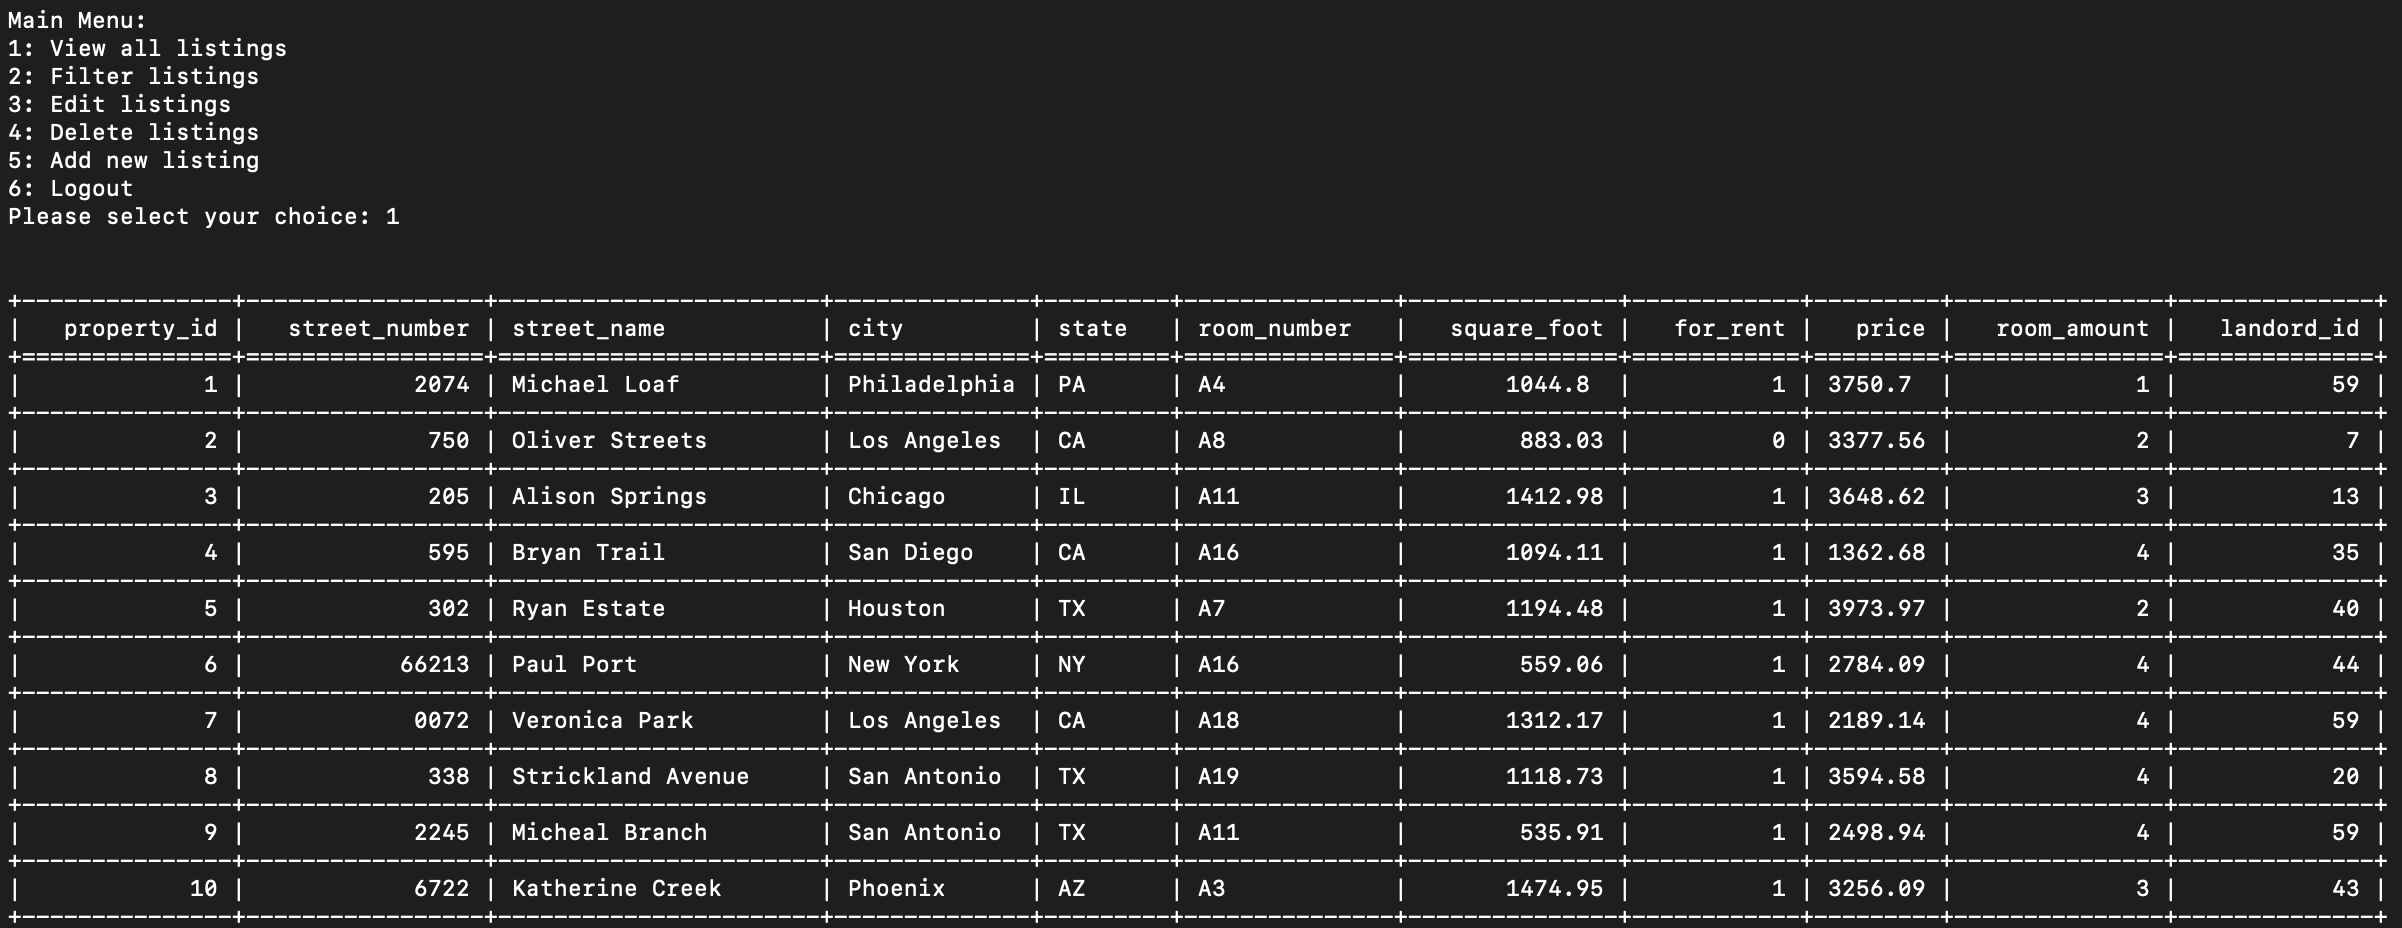 Main Menu:
1: View all listings
2: Filter listings
3: Edit listings
4: Delete listings
5: Add new listing
6: Logout
Please select your choice: 1
| property_id | street_number | street_name | city | state | room_number | square_foot | for_rent | price | room_amount | landord_id |
| 1 | 2074 | Michael Loaf | Philadelphia | PA | A4 | 1044.8 | 1 | 3750.7 | 1 | 59 |
| 2 | 750 | Oliver Streets | Los Angeles | CA | A8 | 883.03 | 0 | 3377.56 | 2 | 7 |
| 3 | 205 | Alison Springs | Chicago | IL | A11 | 1412.98 | 1 | 3648.62 | 3 | 13 |
| 4 | 595 | Bryan Trail | San Diego | CA | A16 | 1094.11 | 1 | 1362.68 | 4 | 35 |
| 5 | 302 | Ryan Estate | Houston | TX | A7 | 1194.48 | 1 | 3973.97 | 2 | 40 |
| 6 | 66213 | Paul Port | New York | NY | A16 | 559.06 | 1 | 2784.09 | 4 | 44 |
| 7 | 0072 | Veronica Park | Los Angeles | CA | A18 | 1312.17 | 1 | 2189.14 | 4 | 59 |
| 8 | 338 | Strickland Avenue | San Antonio | TX | A19 | 1118.73 | 1 | 3594.58 | 4 | 20 |
| 9 | 2245 | Micheal Branch | San Antonio | TX | A11 | 535.91 | 1 | 2498.94 | 4 | 59 |
| 10 | 6722 | Katherine Creek | Phoenix | AZ | A3 | 1474.95 | 1 | 3256.09 | 3 | 43 |